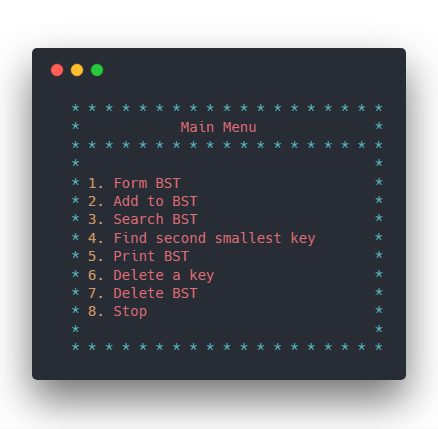 * * * * * * * * * * * * * * * * * * *
* Main Menu *
* * * * * * * * * * * * * * * * * * *
* *
* 1. Form BST *
* 2. Add to BST *
* 3. Search BST *
* 4. Find second smallest key *
* 5. Print BST *
* 6. Delete a key *
* 7. Delete BST *
* 8. Stop *
* *
* * * * * * * * * * * * * * * * * * *